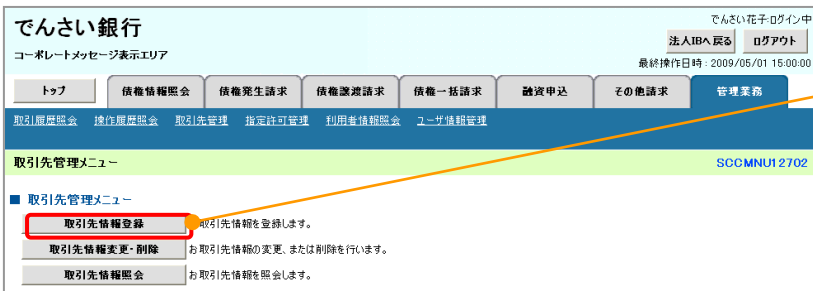 でんさい銀行
でんさい花子:ログイン中
法人IBへ戻る ログアウト
コーポレートメッセージ表示エリア
最終操作日時:2009/05/01 15:00:00
トップ 債権情報照会 債権発生請求 債権譲渡請求 債権一括請求 融資申込 その他請求 管理業務
取引履歴照会 操作履歴照会 取引先管理 指定許可管理 利用者情報照会 ユーザ情報管理
取引先管理メニュー SCCMNU12702
■ 取引先管理メニュー
取引先情報登録 取引先情報を登録します。
取引先情報変更・削除 お取引先情報の変更、または削除を行います。
取引先情報照会 お取引先情報を照会します。